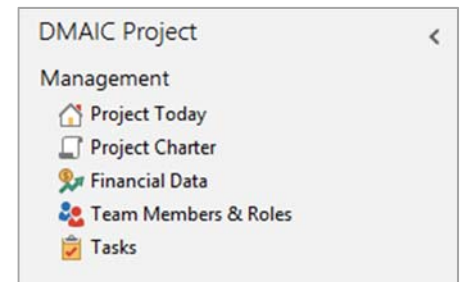 DMAIC Project
Management
Project Today
Project Charter
Financial Data
Team Members & Roles
Tasks